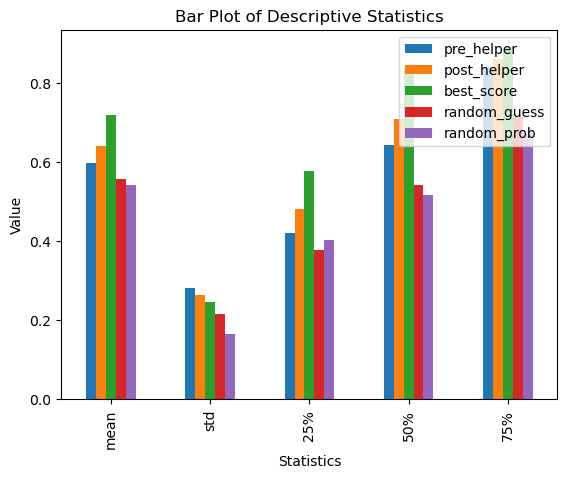 Bar Plot of Descriptive Statistics
pre_helper
post_helper
best_score
random_guess
random_prob
0.8
0.6
0.4
0.2
0.0
Value
mean
std
25%
50%
75%
Statistics